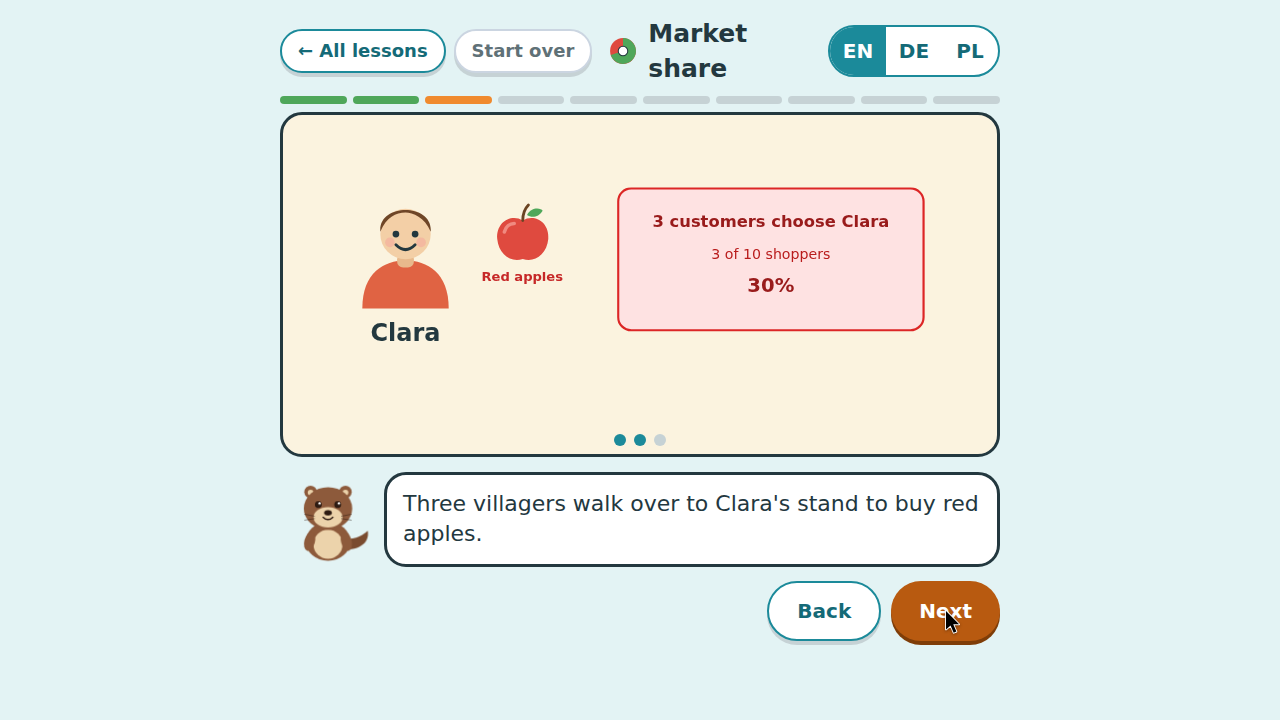 ← All lessons
Start over
Market
share
EN DE PL
3 customers choose Clara
3 of 10 shoppers
30%
Red apples
Clara
Three villagers walk over to Clara's stand to buy red
apples.
Back
Next